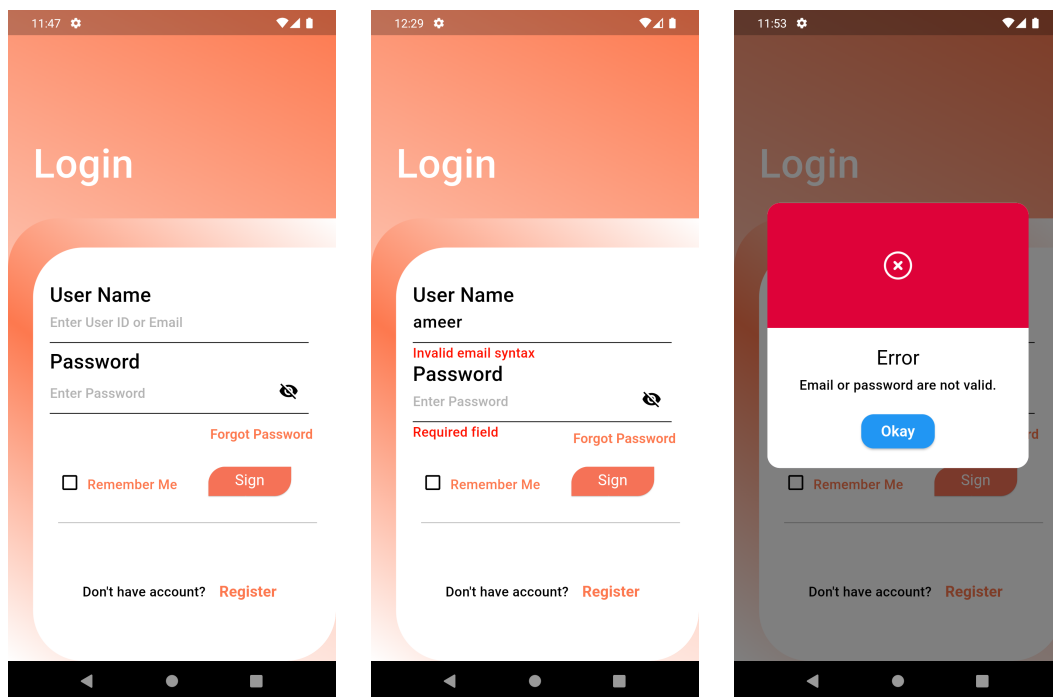 11:47
Login
User Name
Enter User ID or Email
Password
Enter Password
Forgot Password
Remember Me
Sign
Don't have account? Register
12:29
Login
User Name
ameer
Invalid email syntax
Password
Enter Password
Required field
Forgot Password
Remember Me
Sign
Don't have account? Register
11:53
Login
Error
Email or password are not valid.
Okay
rd
Remember Me
Sign
Don't have account? Register